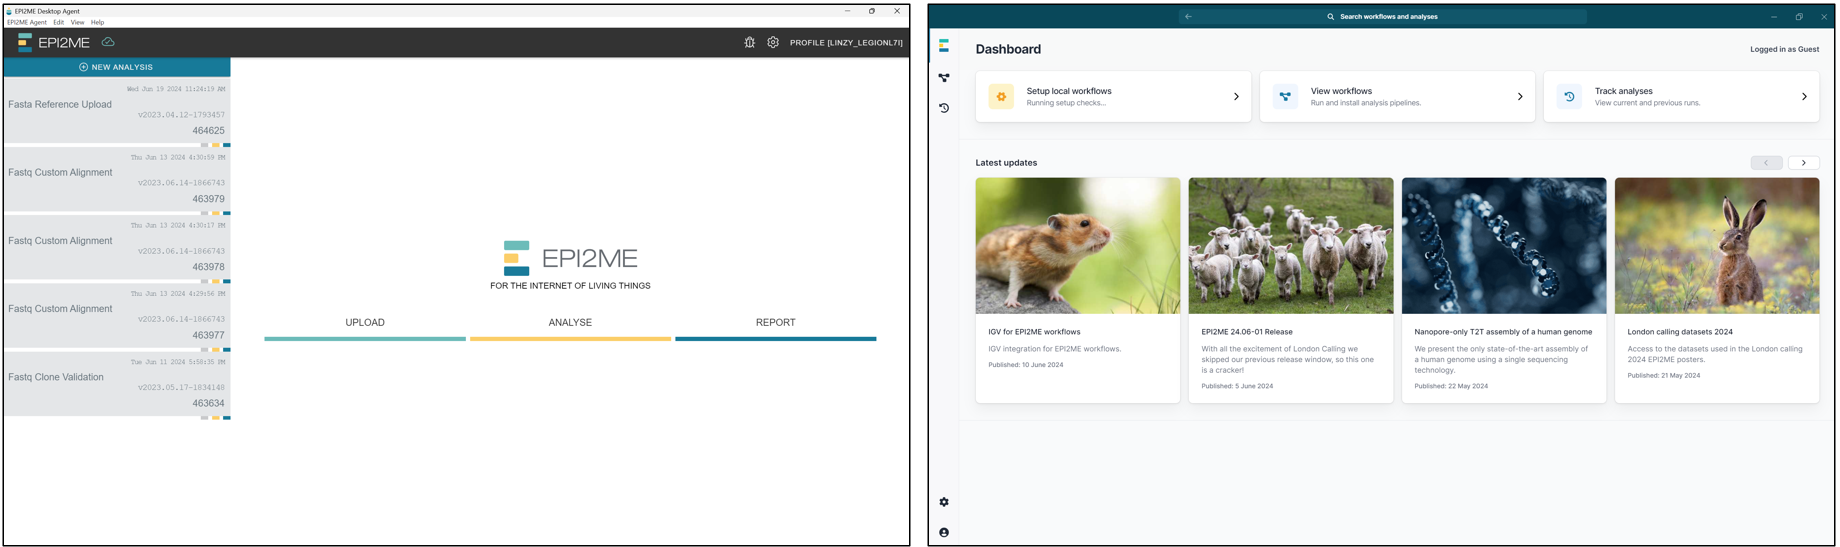 EPI2ME Desktop Agent
EPI2ME Agent Edit View Help
EPI2ME
PROFILE [LINZY_LEGIONL7I]
NEW ANALYSIS
Wed Jun 19 2024 11:24:19 AM
Fasta Reference Upload
v2023.04.12-1793457
464625
Thu Jun 13 2024 4:30:59 PM
Fastq Custom Alignment
v2023.06.14-1866743
463979
Thu Jun 13 2024 4:30:17 PM
Fastq Custom Alignment
v2023.06.14-1866743
463978
Thu Jun 13 2024 4:29:56 PM
Fastq Custom Alignment
v2023.06.14-1866743
463977
Tue Jun 11 2024 5:58:35 PM
Fastq Clone Validation
v2023.05.17-1834148
463634
EPI2ME
FOR THE INTERNET OF LIVING THINGS
UPLOAD ANALYSE REPORT
Search workflows and analyses
Dashboard
Logged in as Guest
Setup local workflows
Running setup checks...
View workflows
Run and install analysis pipelines.
Track analyses
View current and previous runs.
Latest updates
IGV for EPI2ME workflows
IGV integration for EPI2ME workflows.
Published: 10 June 2024
EPI2ME 24.06-01 Release
With all the excitement of London Calling we
skipped our previous release window, so this one
is a cracker!
Published: 5 June 2024
Nanopore-only T2T assembly of a human genome
We present the only state-of-the-art assembly of
a human genome using a single sequencing
technology.
Published: 22 May 2024
London calling datasets 2024
Access to the datasets used in the London calling
2024 EPI2ME posters.
Published: 21 May 2024